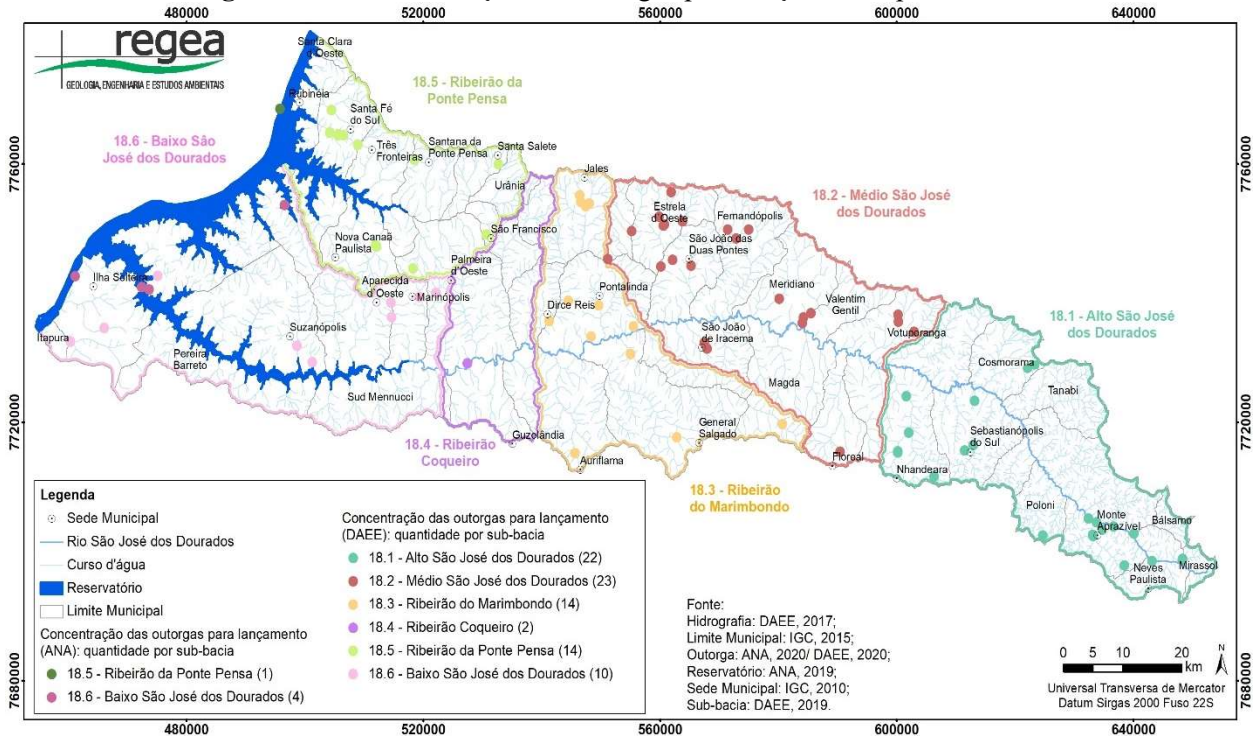 480000 520000 560000 600000 640000
regea
GEOLOGIA, ENGENHARIA E ESTUDOS AMBIENTAIS
Santa Clara
d'Oeste
Rubinéia
18.5 - Ribeirão da
Ponte Pensa
Santa Fé
do Sul
Três
Fronteiras
Santana da
Ponte Pensa
Santa Salete
18.6 - Baixo São
José dos Dourados
7760000
7760000
Urânia
Jales
18.2 - Médio São José
dos Dourados
Estrela
d'Oeste
Fernandópolis
São João das
Duas Pontes
São Francisco
Nova Canaã
Paulista
Palmeira
d'Oeste
Ilha Solteira
Aparecida
d'Oeste
Marinópolis
Pontalinda
Dirce Reis
Meridiano
Valentim
Gentil
18.1 - Alto São José
dos Dourados
Itapura
Suzanópolis
São João
de Iracema
Votuporanga
Pereira
Barreto
Cosmorama
Tanabi
Magda
Sud Mennucci
7720000
7720000
General
Salgado
Sebastianópolis
do Sul
18.4 - Ribeirão
Coqueiro
Guzolândia
Auriflama
Floreal
Nhandeara
18.3 - Ribeirão
do Marimbondo
Poloni
Monte
Aprazível
Bálsamo
Neves
Paulista
Mirassol
Legenda
Sede Municipal
Rio São José dos Dourados
Curso d'água
Reservatório
Limite Municipal
Concentração das outorgas para lançamento
(ANA): quantidade por sub-bacia
18.5 - Ribeirão da Ponte Pensa (1)
18.6 - Baixo São José dos Dourados (4)
Concentração das outorgas para lançamento
(DAEE): quantidade por sub-bacia
18.1 - Alto São José dos Dourados (22)
18.2 - Médio São José dos Dourados (23)
18.3 - Ribeirão do Marimbondo (14)
18.4 - Ribeirão Coqueiro (2)
18.5 - Ribeirão da Ponte Pensa (14)
18.6 - Baixo São José dos Dourados (10)
Fonte:
Hidrografia: DAEE, 2017;
Limite Municipal: IGC, 2015;
Outorga: ANA, 2020/ DAEE, 2020;
Reservatório: ANA, 2019;
Sede Municipal: IGC, 2010;
Sub-bacia: DAEE, 2019.
0 5 10 20
km
N
Universal Transversa de Mercator
Datum Sirgas 2000 Fuso 22S
7680000
7680000
480000 520000 560000 600000 640000